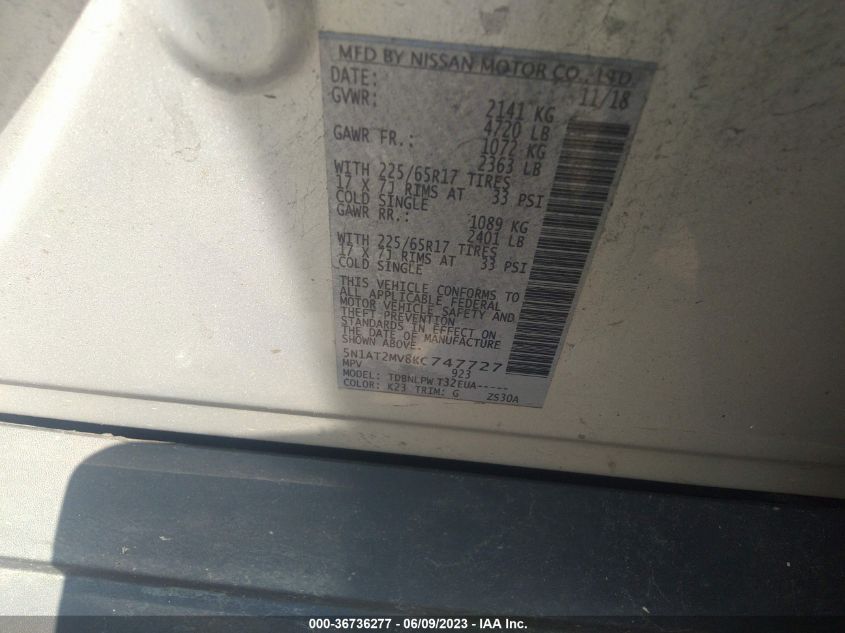 MFD BY NISSAN MOTOR CO., LTD.
DATE: 11/18
GVWR: 2141 KG
4720 LB
GAWR FR.: 1072 KG
2363 LB
WITH 225/65R17 TIRES
17 X 7J RIMS AT 33 PSI
COLD SINGLE
GAWR RR.: 1089 KG
2401 LB
WITH 225/65R17 TIRES
17 X 7J RIMS AT 33 PSI
COLD SINGLE
THIS VEHICLE CONFORMS TO
ALL APPLICABLE FEDERAL
MOTOR VEHICLE SAFETY AND
THEFT PREVENTION
STANDARDS IN EFFECT ON
THE DATE OF MANUFACTURE
SHOWN ABOVE.
5N1AT2MV8KC747727
MPV 923
MODEL: TDBNLPW T32EUA-----
COLOR: K23 TRIM: G ZS30A
000-36736277 - 06/09/2023 - IAA Inc.